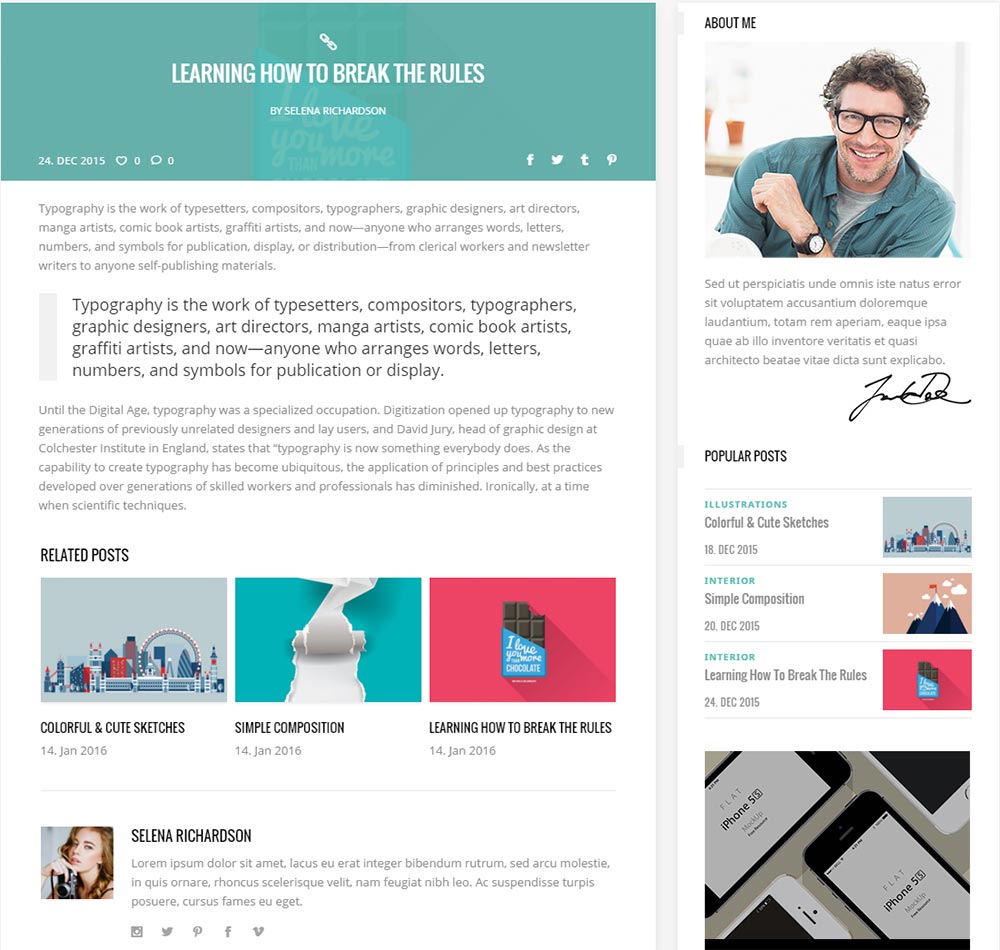 LEARNING HOW TO BREAK THE RULES
BY SELENA RICHARDSON
I love
you more
THAN
CHOCOLATE
24. DEC 2015 0 0
Typography is the work of typesetters, compositors, typographers, graphic designers, art directors,
manga artists, comic book artists, graffiti artists, and now—anyone who arranges words, letters,
numbers, and symbols for publication, display, or distribution—from clerical workers and newsletter
writers to anyone self-publishing materials.
Typography is the work of typesetters, compositors, typographers,
graphic designers, art directors, manga artists, comic book artists,
graffiti artists, and now—anyone who arranges words, letters,
numbers, and symbols for publication or display.
Until the Digital Age, typography was a specialized occupation. Digitization opened up typography to new
generations of previously unrelated designers and lay users, and David Jury, head of graphic design at
Colchester Institute in England, states that “typography is now something everybody does. As the
capability to create typography has become ubiquitous, the application of principles and best practices
developed over generations of skilled workers and professionals has diminished. Ironically, at a time
when scientific techniques.
RELATED POSTS
I love
you more
THAN
CHOCOLATE
COLORFUL & CUTE SKETCHES
14. Jan 2016
SIMPLE COMPOSITION
14. Jan 2016
LEARNING HOW TO BREAK THE RULES
14. Jan 2016
SELENA RICHARDSON
Lorem ipsum dolor sit amet, lacus eu erat integer bibendum rutrum, sed arcu molestie,
in quis ornare, rhoncus scelerisque velit, nam feugiat nibh leo. Ac suspendisse turpis
posuere, cursus fames eu eget.
ABOUT ME
Sed ut perspiciatis unde omnis iste natus error
sit voluptatem accusantium doloremque
laudantium, totam rem aperiam, eaque ipsa
quae ab illo inventore veritatis et quasi
architecto beatae vitae dicta sunt explicabo.
POPULAR POSTS
ILLUSTRATIONS
Colorful & Cute Sketches
18. DEC 2015
INTERIOR
Simple Composition
20. DEC 2015
INTERIOR
Learning How To Break The Rules
24. DEC 2015
FLAT
iPhone 5S
MockUp
Free Resource
FLAT
iPhone 5S
MockUp
Free Resource